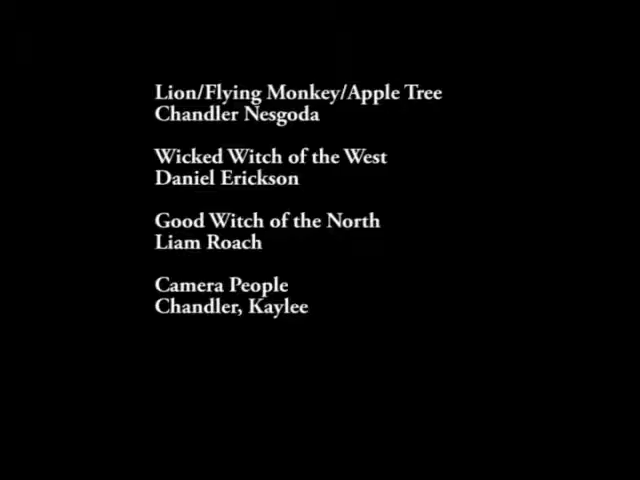 Lion/Flying Monkey/Apple Tree
Chandler Nesgoda
Wicked Witch of the West
Daniel Erickson
Good Witch of the North
Liam Roach
Camera People
Chandler, Kaylee